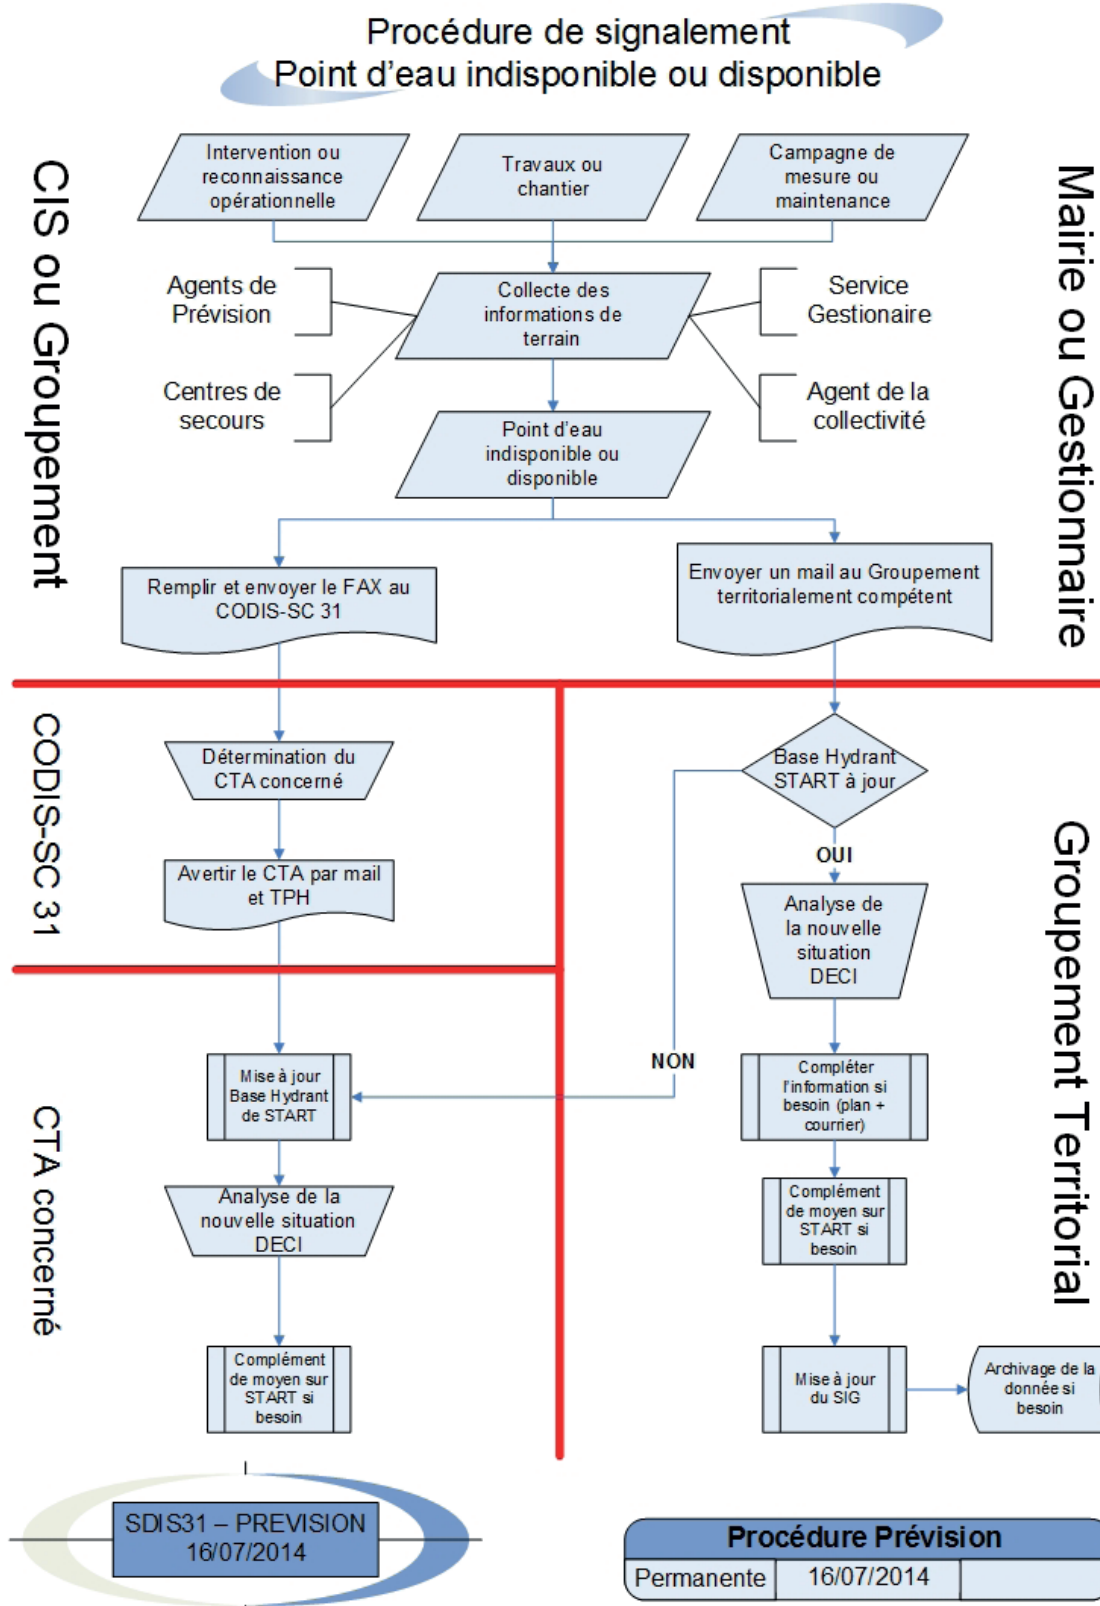 Procédure de signalement
Point d'eau indisponible ou disponible
CIS ou Groupement
Mairie ou Gestionnaire
Intervention ou
reconnaissance
opérationnelle
Travaux ou
chantier
Campagne de
mesure ou
maintenance
Agents de
Prévision
Collecte des
informations de
terrain
Service
Gestionaire
Centres de
secours
Agent de la
collectivité
Point d'eau
indisponible ou
disponible
Remplir et envoyer le FAX au
CODIS-SC 31
Envoyer un mail au Groupement
territorialement compétent
CODIS-SC 31
Détermination du
CTA concerné
Avertir le CTA par mail
et TPH
Groupement Territorial
Base Hydrant
START à jour
OUI
NON
Analyse de
la nouvelle
situation
DECI
Compléter
l'information si
besoin (plan +
courrier)
Complément
de moyen sur
START si
besoin
Mise à jour
du SIG
Archivage de la
donnée si
besoin
CTA concerné
Mise à jour
Base Hydrant
de START
Analyse de la
nouvelle situation
DECI
Complément
de moyen sur
START si
besoin
SDIS31 – PREVISION
16/07/2014
Procédure Prévision
Permanente 16/07/2014